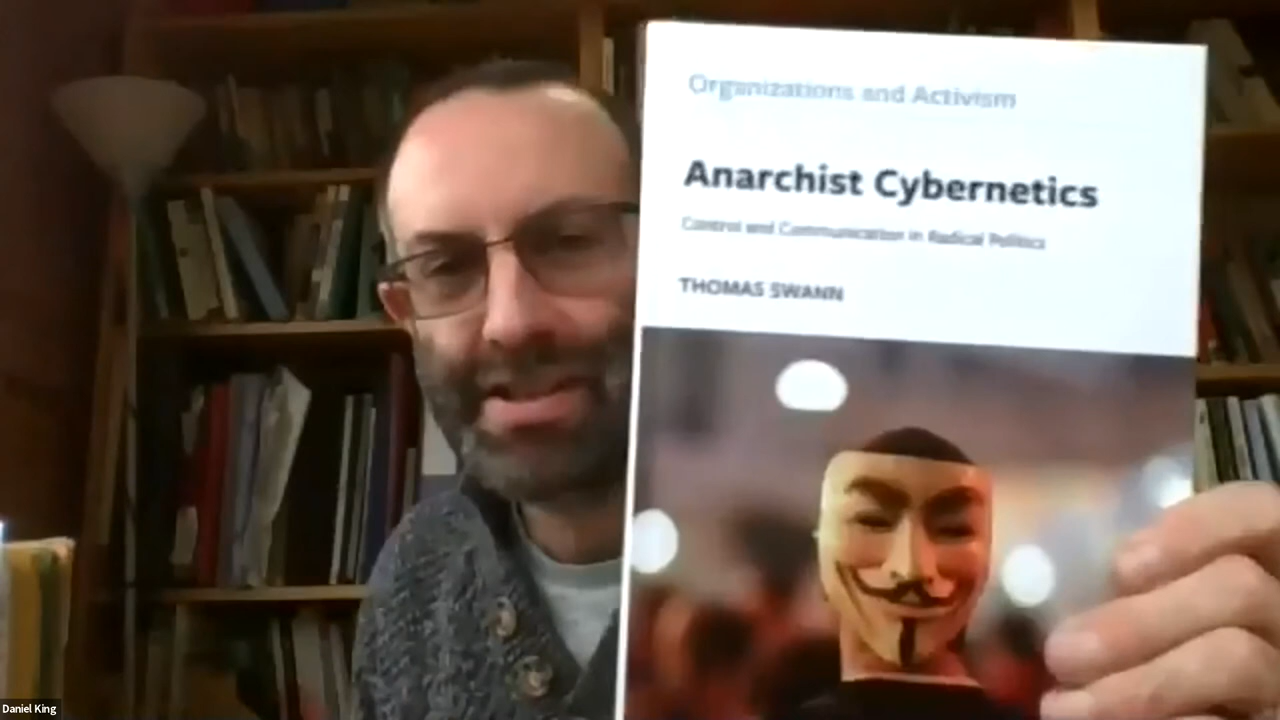 Organizations and Activism
Anarchist Cybernetics
Control and Communication in Radical Politics
THOMAS SWANN
Daniel King